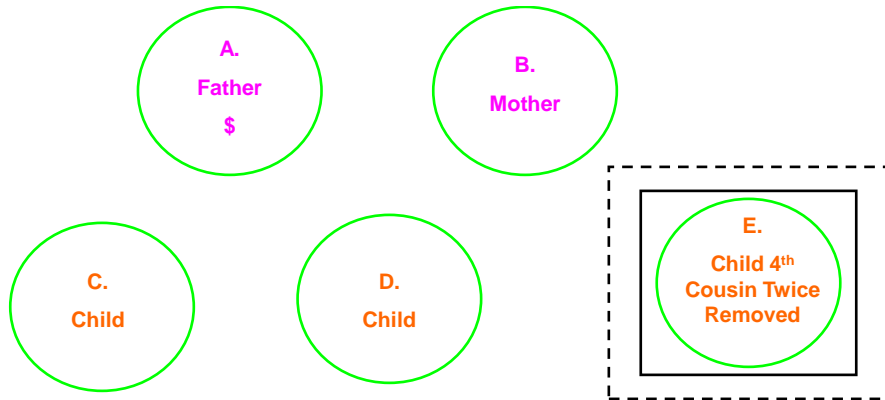 A.
Father
$
B.
Mother
C.
Child
D.
Child
E.
Child 4th
Cousin Twice
Removed